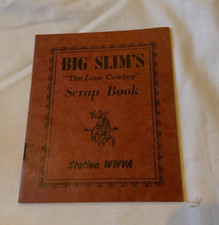 BIG SLIM'S
"The Lone Cowboy"
Scrap Book
Station WWVA